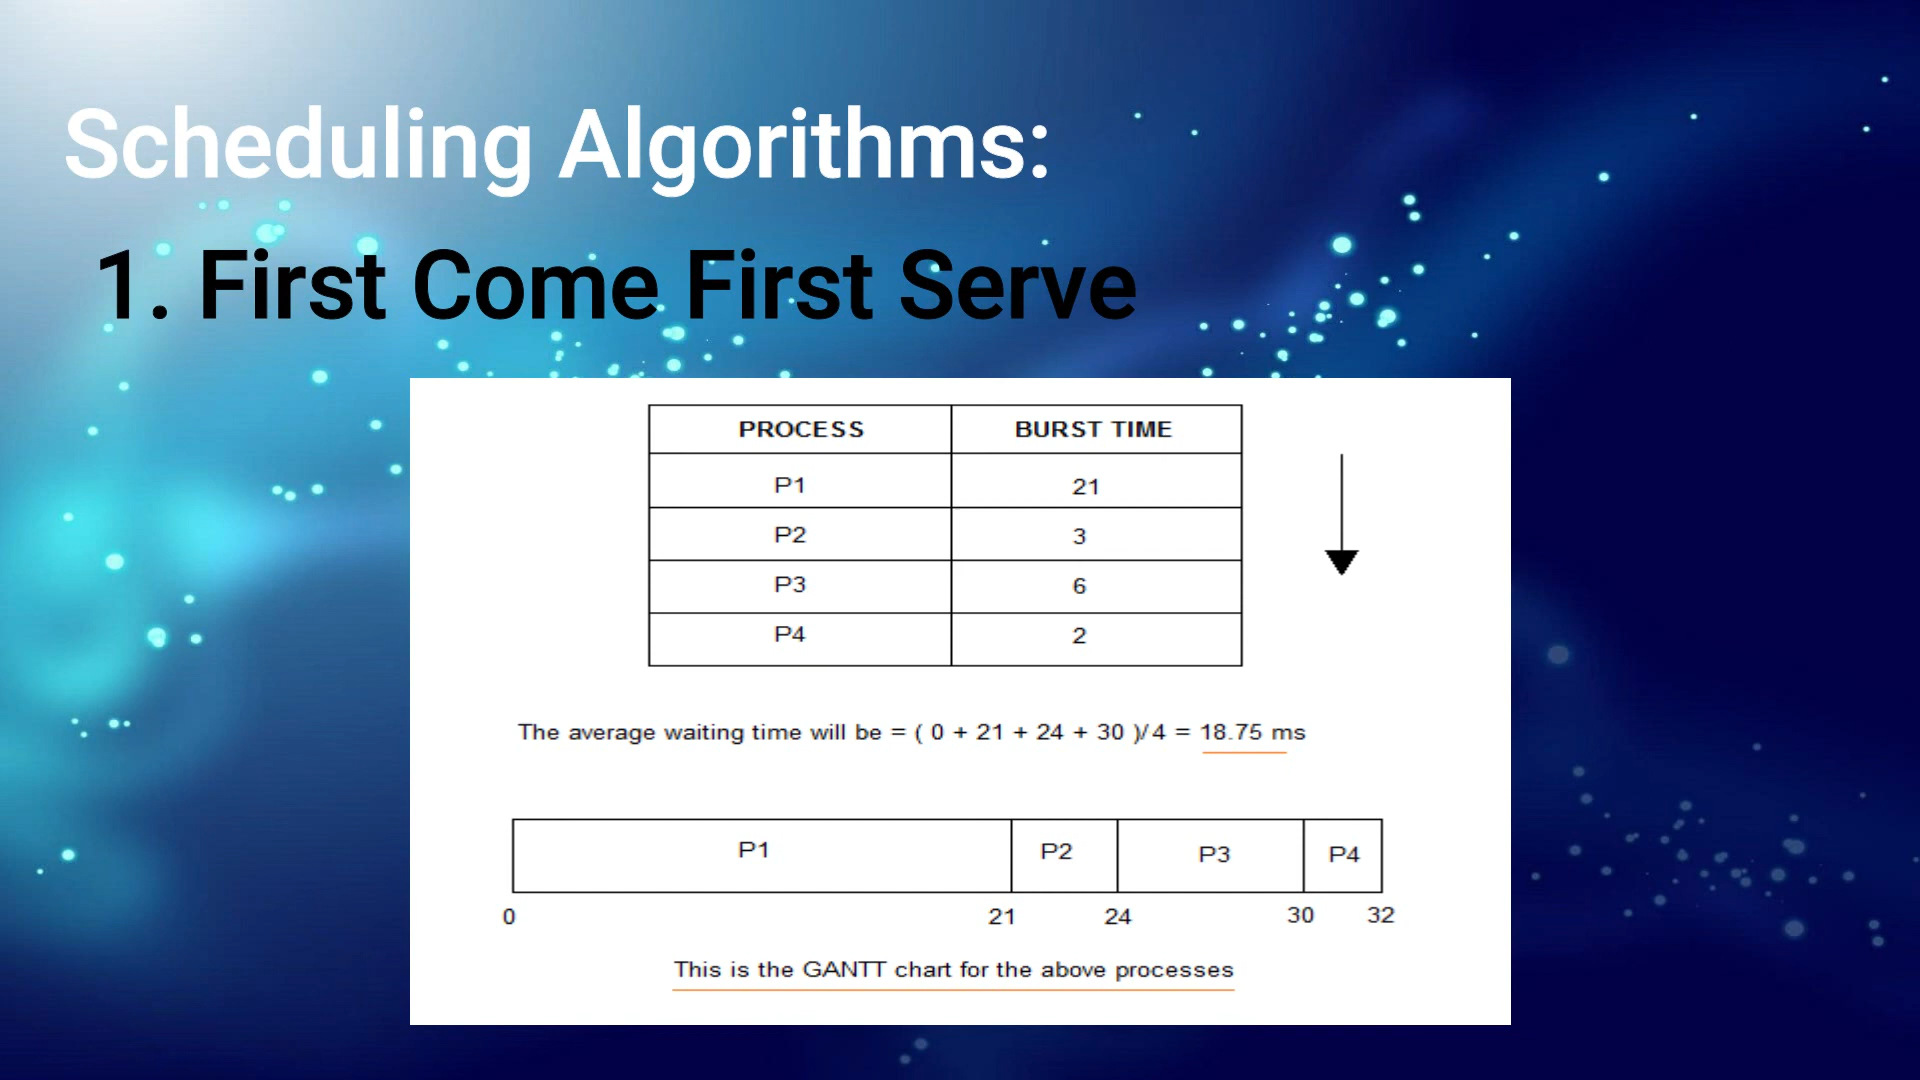 Scheduling Algorithms:
1. First Come First Serve
PROCESS BURST TIME
P1 21
P2 3
P3 6
P4 2
The average waiting time will be = ( 0 + 21 + 24 + 30 )/4 = 18.75 ms
P1 P2 P3 P4
0 21 24 30 32
This is the GANTT chart for the above processes